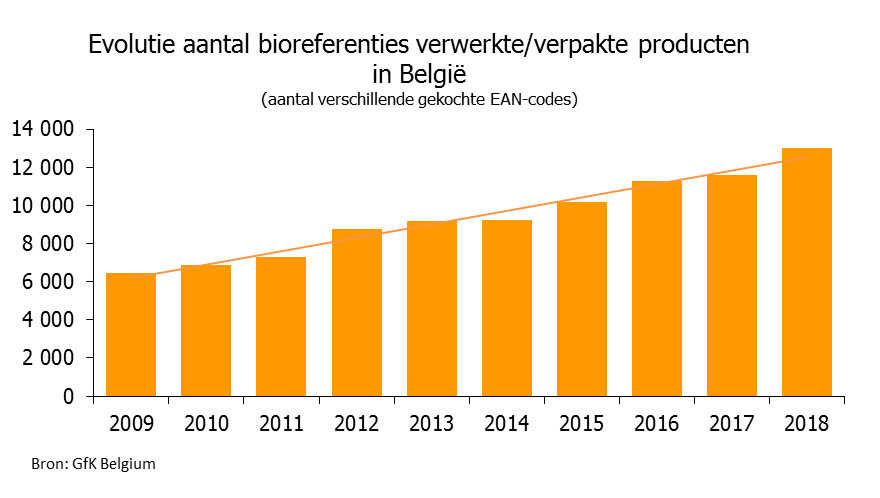 Evolutie aantal bioreferenties verwerkte/verpakte producten
in België
(aantal verschillende gekochte EAN-codes)
14 000
12 000
10 000
8 000
6 000
4 000
2 000
0
2009 2010 2011 2012 2013 2014 2015 2016 2017 2018
Bron: GfK Belgium